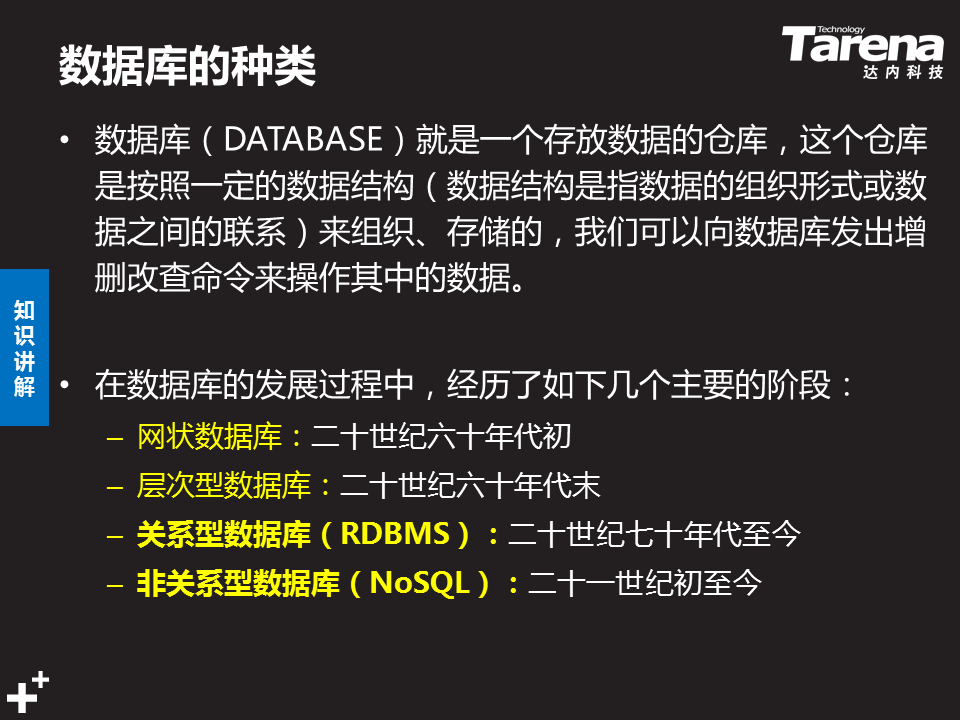 数据库的种类
Technology
Tarena
达内科技
• 数据库（DATABASE）就是一个存放数据的仓库，这个仓库
是按照一定的数据结构（数据结构是指数据的组织形式或数
据之间的联系）来组织、存储的，我们可以向数据库发出增
删改查命令来操作其中的数据。
知
识
讲
解
• 在数据库的发展过程中，经历了如下几个主要的阶段：
– 网状数据库：二十世纪六十年代初
– 层次型数据库：二十世纪六十年代末
– 关系型数据库（RDBMS）：二十世纪七十年代至今
– 非关系型数据库（NoSQL）：二十一世纪初至今